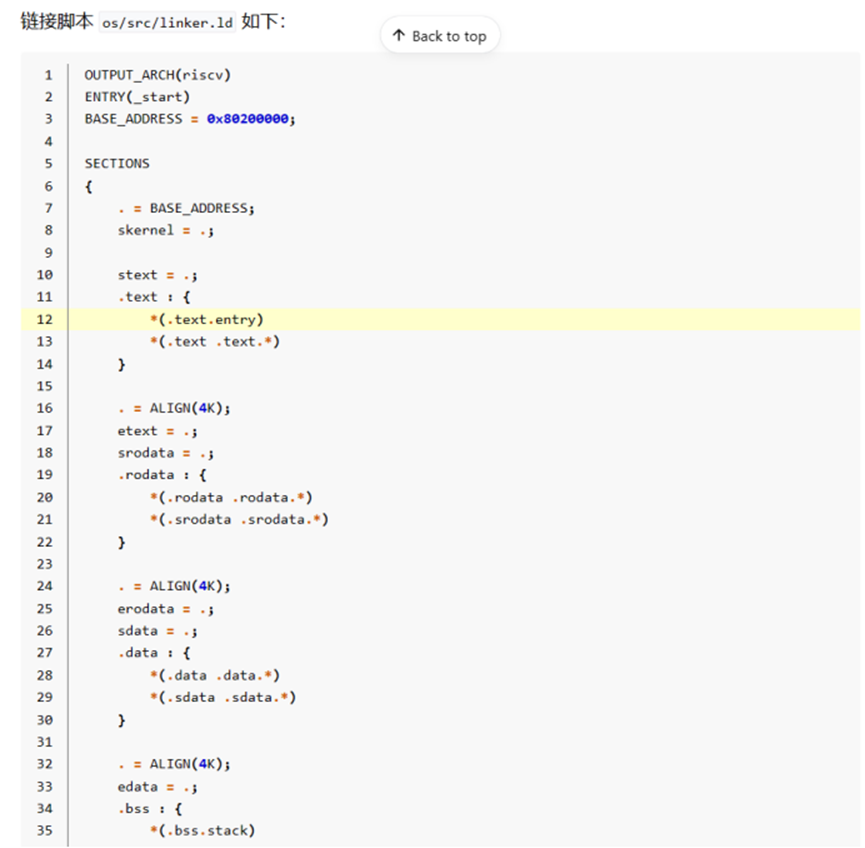 链接脚本 os/src/linker.ld 如下：
↑ Back to top
1 OUTPUT_ARCH(riscv)
2 ENTRY(_start)
3 BASE_ADDRESS = 0x80200000;
4
5 SECTIONS
6 {
7     . = BASE_ADDRESS;
8     skernel = .;
9
10     stext = .;
11     .text : {
12         *(.text.entry)
13         *(.text .text.*)
14     }
15
16     . = ALIGN(4K);
17     etext = .;
18     srodata = .;
19     .rodata : {
20         *(.rodata .rodata.*)
21         *(.srodata .srodata.*)
22     }
23
24     . = ALIGN(4K);
25     erodata = .;
26     sdata = .;
27     .data : {
28         *(.data .data.*)
29         *(.sdata .sdata.*)
30     }
31
32     . = ALIGN(4K);
33     edata = .;
34     .bss : {
35         *(.bss.stack)